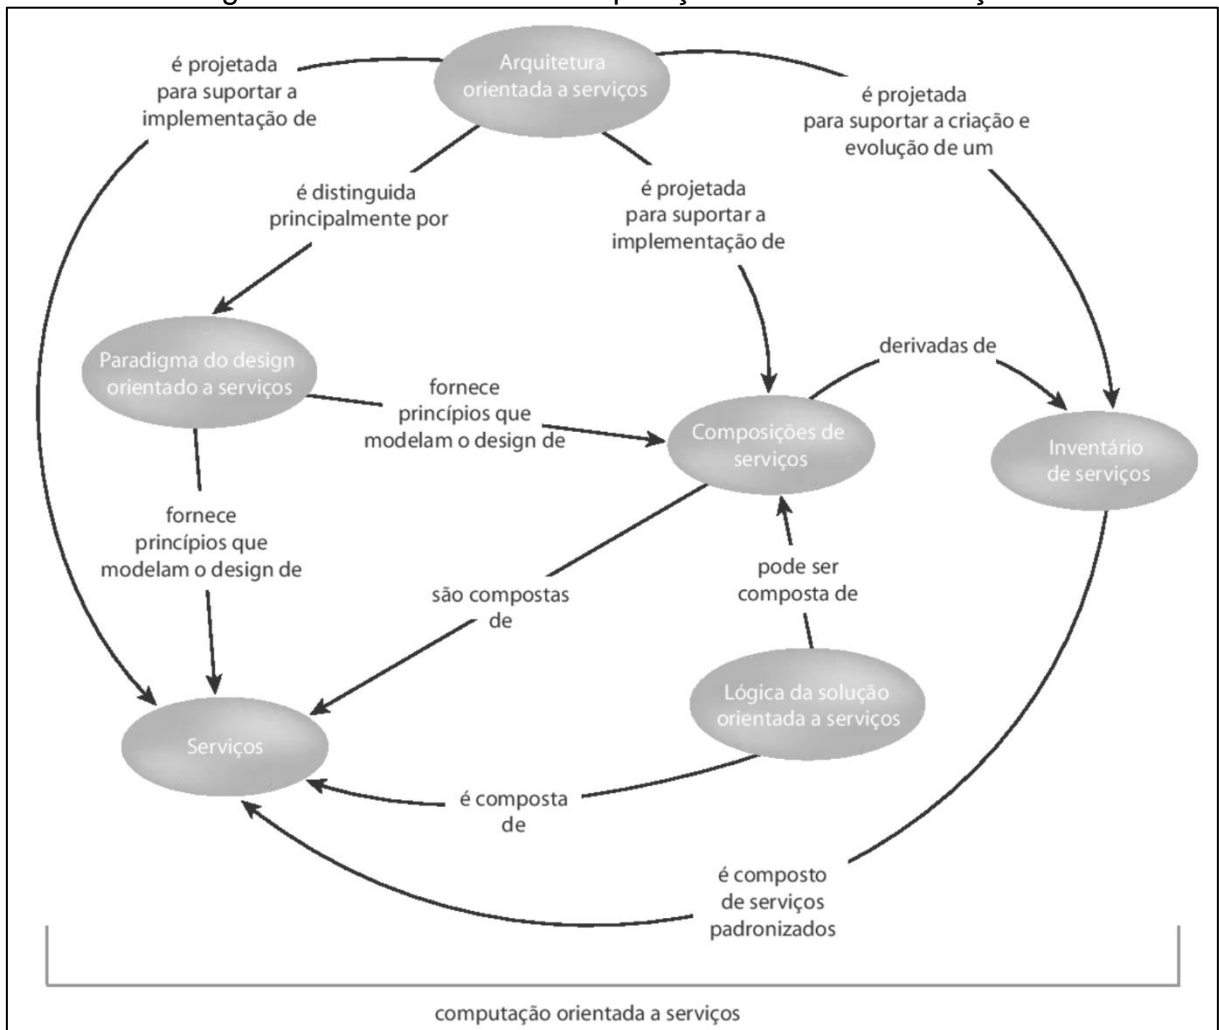 Arquitetura
orientada a serviços
é projetada
para suportar a
implementação de
é projetada
para suportar a criação e
evolução de um
é distinguida
principalmente por
é projetada
para suportar a
implementação de
Paradigma do design
orientado a serviços
derivadas de
fornece
princípios que
modelam o design de
Composições de
serviços
Inventário
de serviços
fornece
princípios que
modelam o design de
são compostas
de
pode ser
composta de
Lógica da solução
orientada a serviços
Serviços
é composta
de
é composto
de serviços
padronizados
computação orientada a serviços